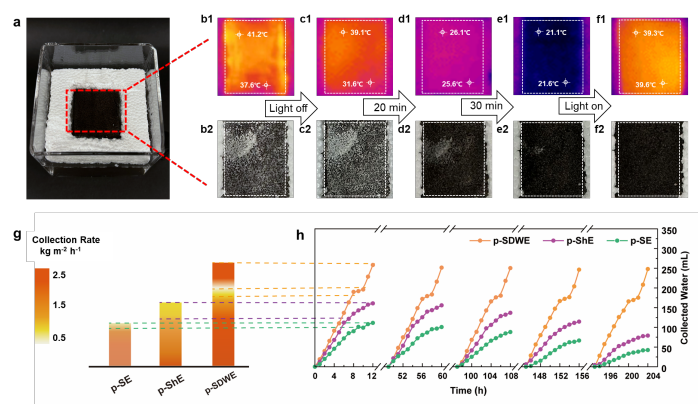 a
b1
c1
d1
e1
f1
41.2℃
39.1℃
26.1℃
21.1℃
39.3℃
37.6℃
31.6℃
25.6℃
21.6℃
39.6℃
Light off
20 min
30 min
Light on
b2
c2
d2
e2
f2
g
Collection Rate
kg m⁻² h⁻¹
2.5
1.5
0.5
p-SE
p-ShE
p-SDWE
h
p-SDWE
p-ShE
p-SE
350
300
250
200
150
100
50
0
Collected Water (mL)
0 4 8 12 52 56 60 100 104 108 148 152 156 196 200 204
Time (h)